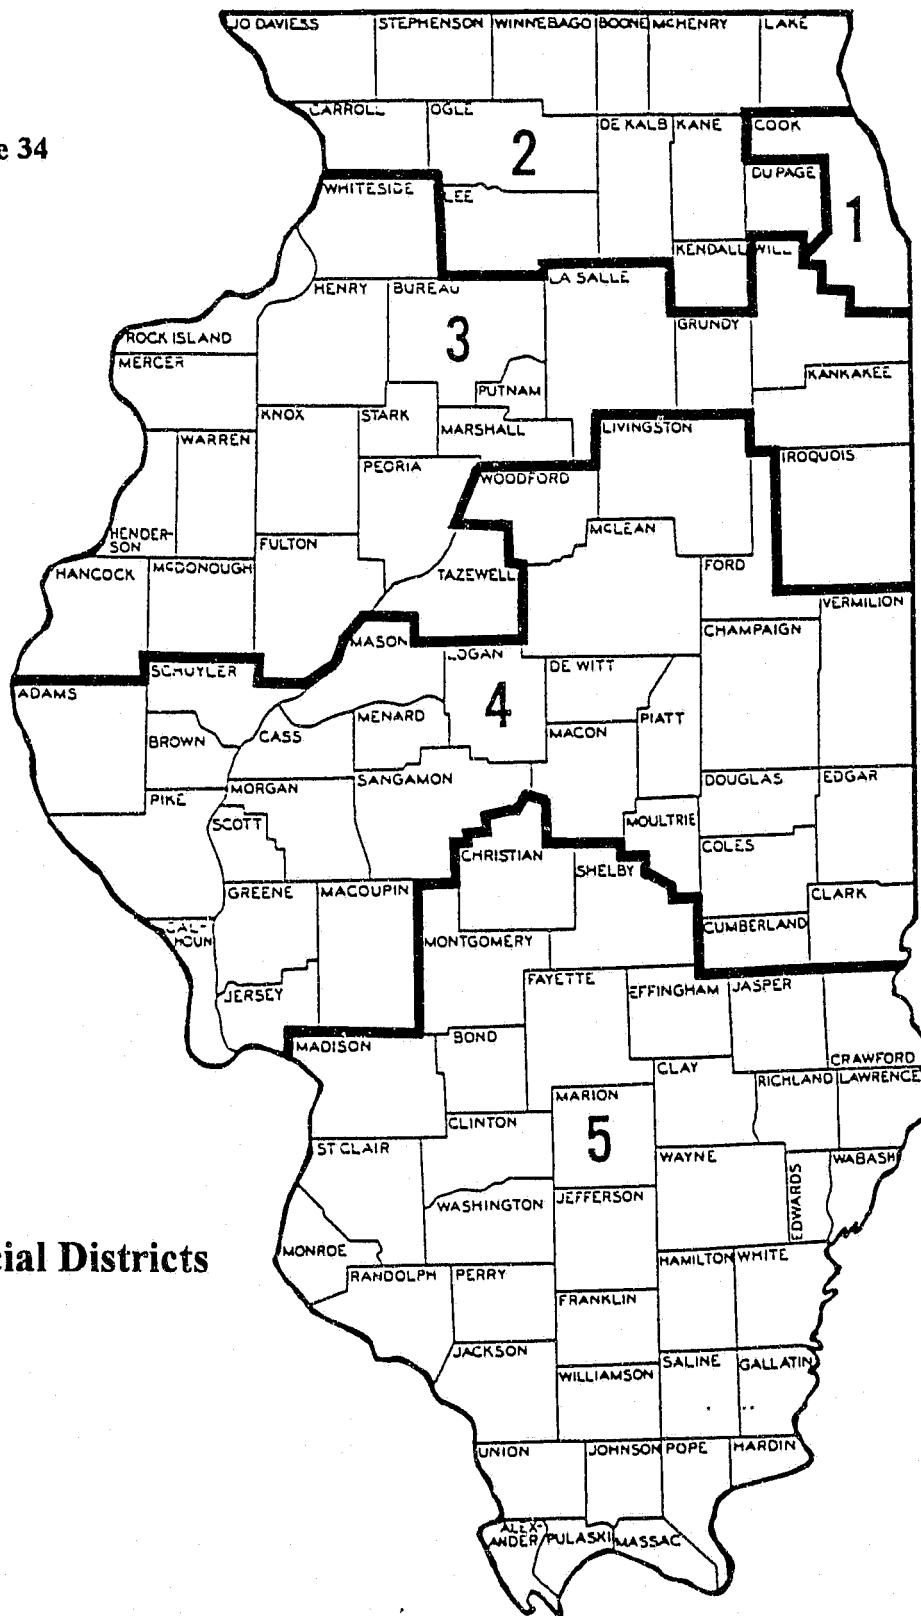 JO DAVIESS STEPHENSON WINNEBAGO BOONE McHENRY LAKE
CARROLL OGLE
DE KALB KANE COOK
e 34
2
WHITESIDE LEE
DU PAGE
1
KENDALL WILL
HENRY BUREAU LA SALLE
GRUNDY
ROCK ISLAND
3
MERCER
KANKAKEE
PUTNAM
KNOX STARK
MARSHALL LIVINGSTON
WARREN
IROQUOIS
PEORIA WOODFORD
McLEAN
HENDER-
SON
FULTON
HANCOCK McDONOUGH TAZEWELL FORD
VERMILION
CHAMPAIGN
MASON
LOGAN
SCHUYLER DE WITT
ADAMS
4
MENARD PIATT
BROWN CASS MACON
SANGAMON DOUGLAS EDGAR
MORGAN
PIKE
SCOTT MOULTRIE
COLES
CHRISTIAN
SHELBY
GREENE MACOUPIN CLARK
CAL-
HOUN
CUMBERLAND
MONTGOMERY
FAYETTE
EFFINGHAM JASPER
JERSEY
BOND
MADISON
CRAWFORD
CLAY
RICHLAND LAWRENCE
MARION
CLINTON
5
ST CLAIR
WAYNE WABASH
EDWARDS
JEFFERSON
WASHINGTON
MONROE
cial Districts
HAMILTON WHITE
RANDOLPH PERRY
FRANKLIN
JACKSON
SALINE GALLATIN
WILLIAMSON
UNION JOHNSON POPE HARDIN
ALEX-
ANDER PULASKI MASSAC